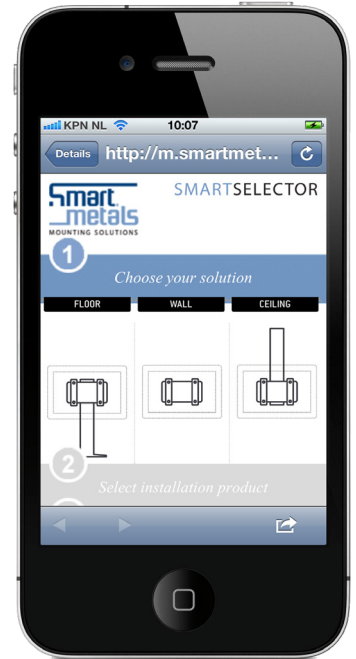 KPN NL 10:07
Details http://m.smartmet...
Smart
metals
MOUNTING SOLUTIONS
SMARTSELECTOR
1
Choose your solution
FLOOR WALL CEILING
2
Select installation product